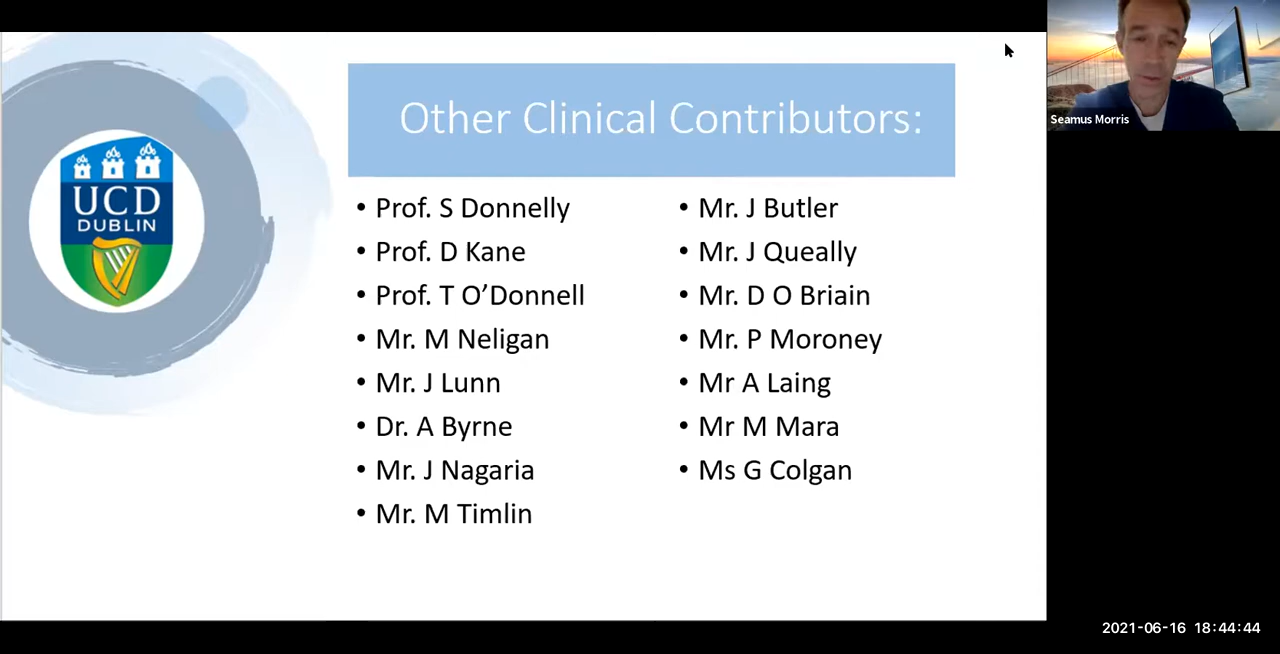 Other Clinical Contributors:
UCD
DUBLIN
• Prof. S Donnelly
• Prof. D Kane
• Prof. T O’Donnell
• Mr. M Neligan
• Mr. J Lunn
• Dr. A Byrne
• Mr. J Nagaria
• Mr. M Timlin
• Mr. J Butler
• Mr. J Queally
• Mr. D O Briain
• Mr. P Moroney
• Mr A Laing
• Mr M Mara
• Ms G Colgan
Seamus Morris
2021-06-16 18:44:44